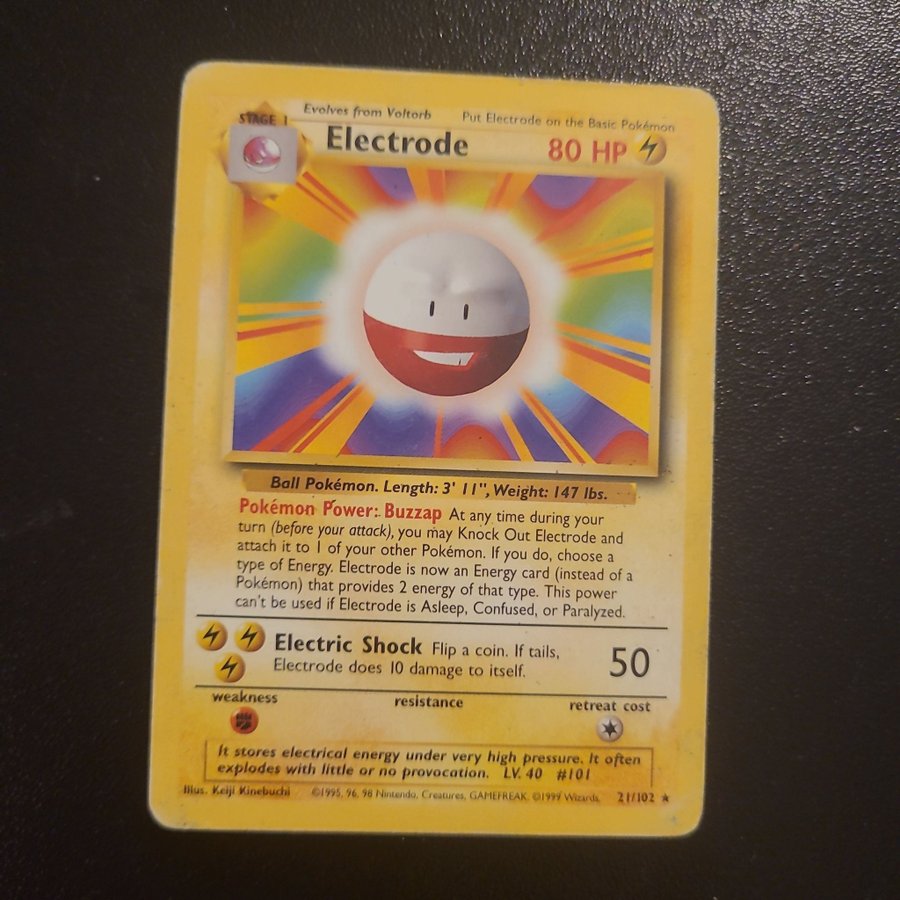 Evolves from Voltorb Put Electrode on the Basic Pokémon
STAGE 1
Electrode 80 HP
Ball Pokémon. Length: 3' 11", Weight: 147 lbs.
Pokémon Power: Buzzap At any time during your
turn (before your attack), you may Knock Out Electrode and
attach it to 1 of your other Pokémon. If you do, choose a
type of Energy. Electrode is now an Energy card (instead of a
Pokémon) that provides 2 energy of that type. This power
can't be used if Electrode is Asleep, Confused, or Paralyzed.
Electric Shock Flip a coin. If tails,
Electrode does 10 damage to itself.
50
weakness resistance retreat cost
It stores electrical energy under very high pressure. It often
explodes with little or no provocation. LV. 40 #101
Illus. Keiji Kinebuchi ©1995, 96, 98 Nintendo, Creatures, GAMEFREAK. ©1999 Wizards. 21/102 ★